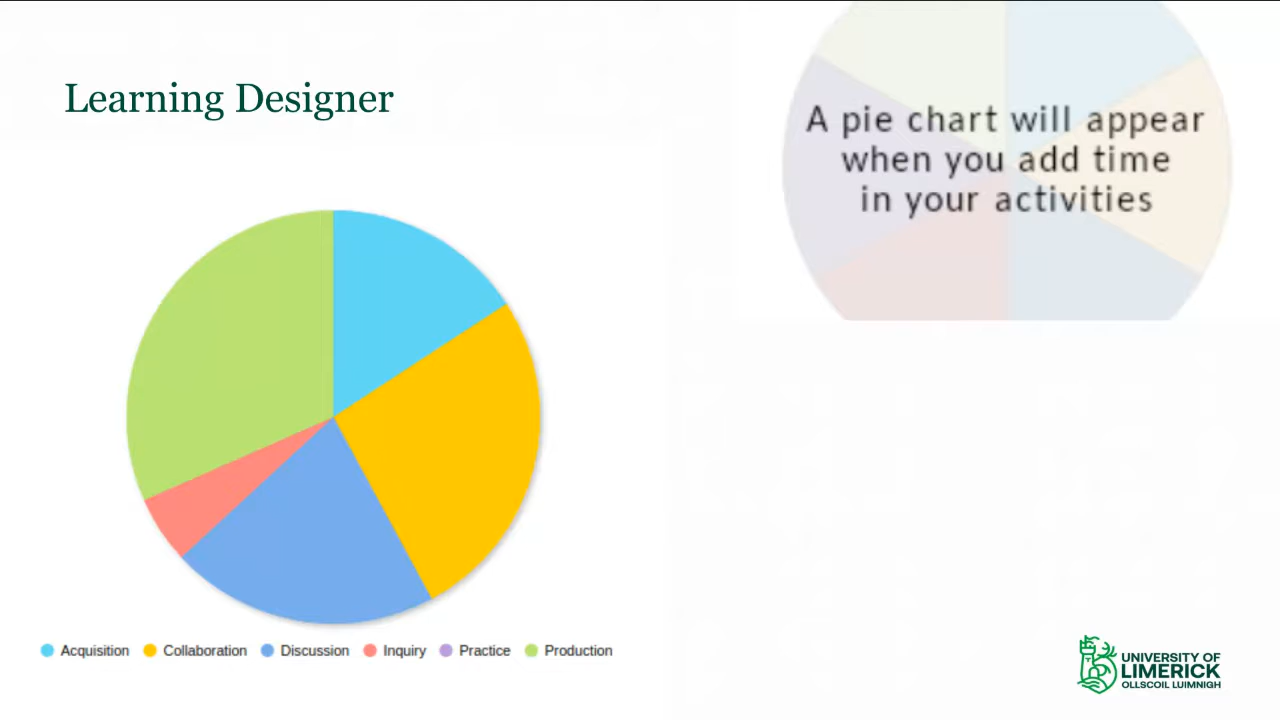 Learning Designer
A pie chart will appear
when you add time
in your activities
Acquisition Collaboration Discussion Inquiry Practice Production
UNIVERSITY OF
LIMERICK
OLLSCOIL LUIMNIGH